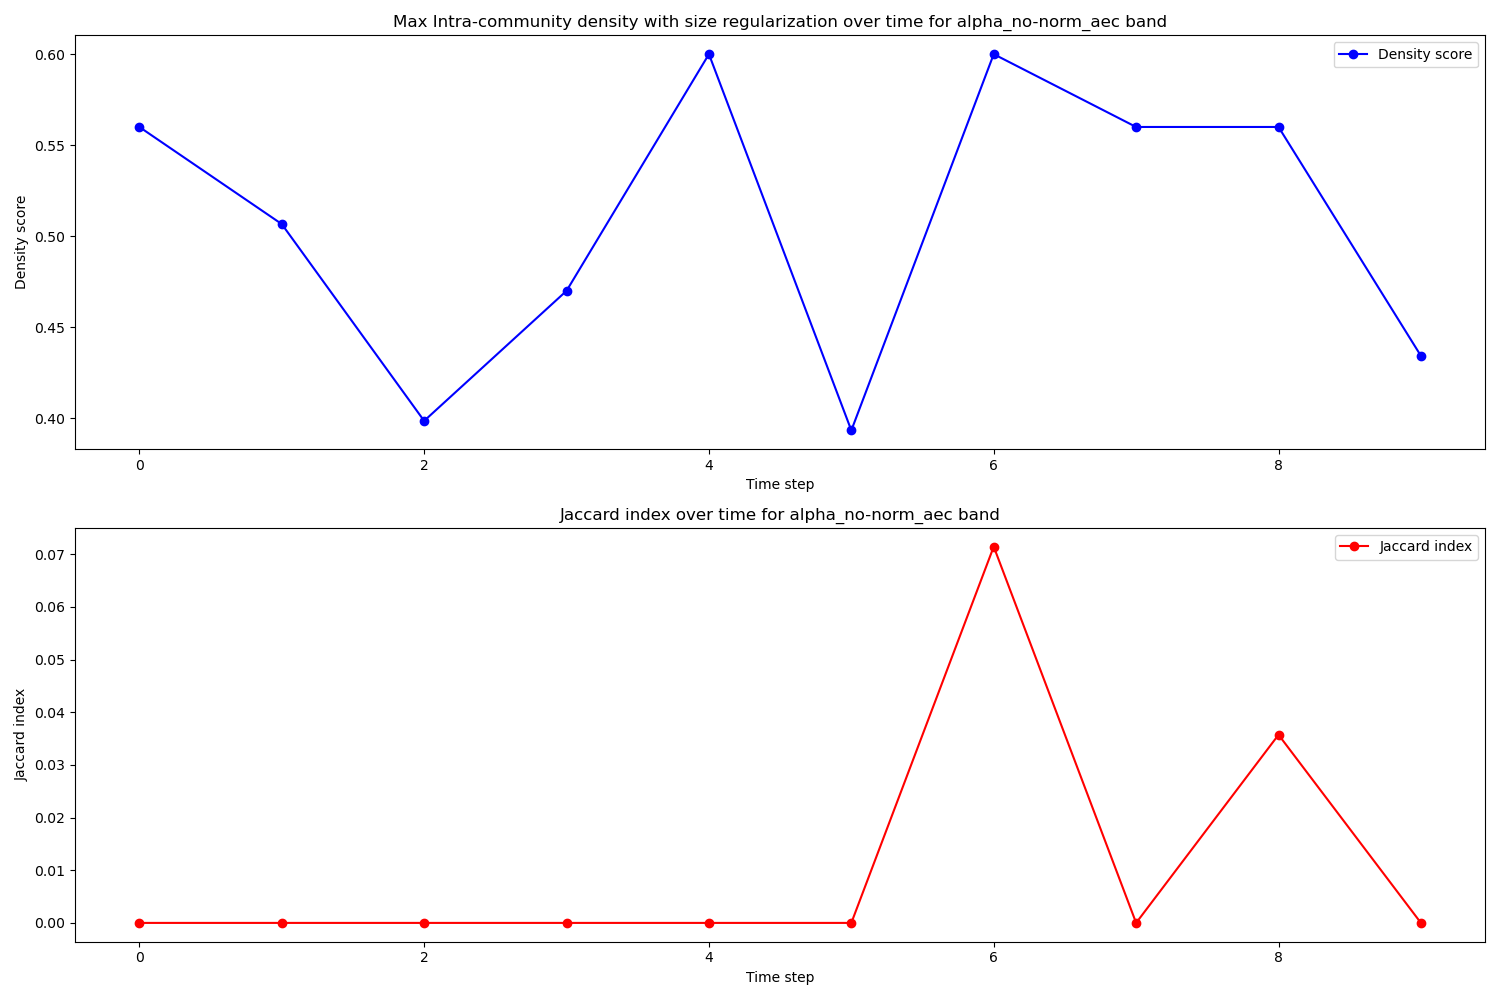 Max Intra-community density with size regularization over time for alpha_no-norm_aec band
Density score
0.60
0.55
0.50
0.45
0.40
Density score
0 2 4 6 8
Time step
Jaccard index over time for alpha_no-norm_aec band
Jaccard index
0.07
0.06
0.05
0.04
0.03
0.02
0.01
0.00
Jaccard index
0 2 4 6 8
Time step